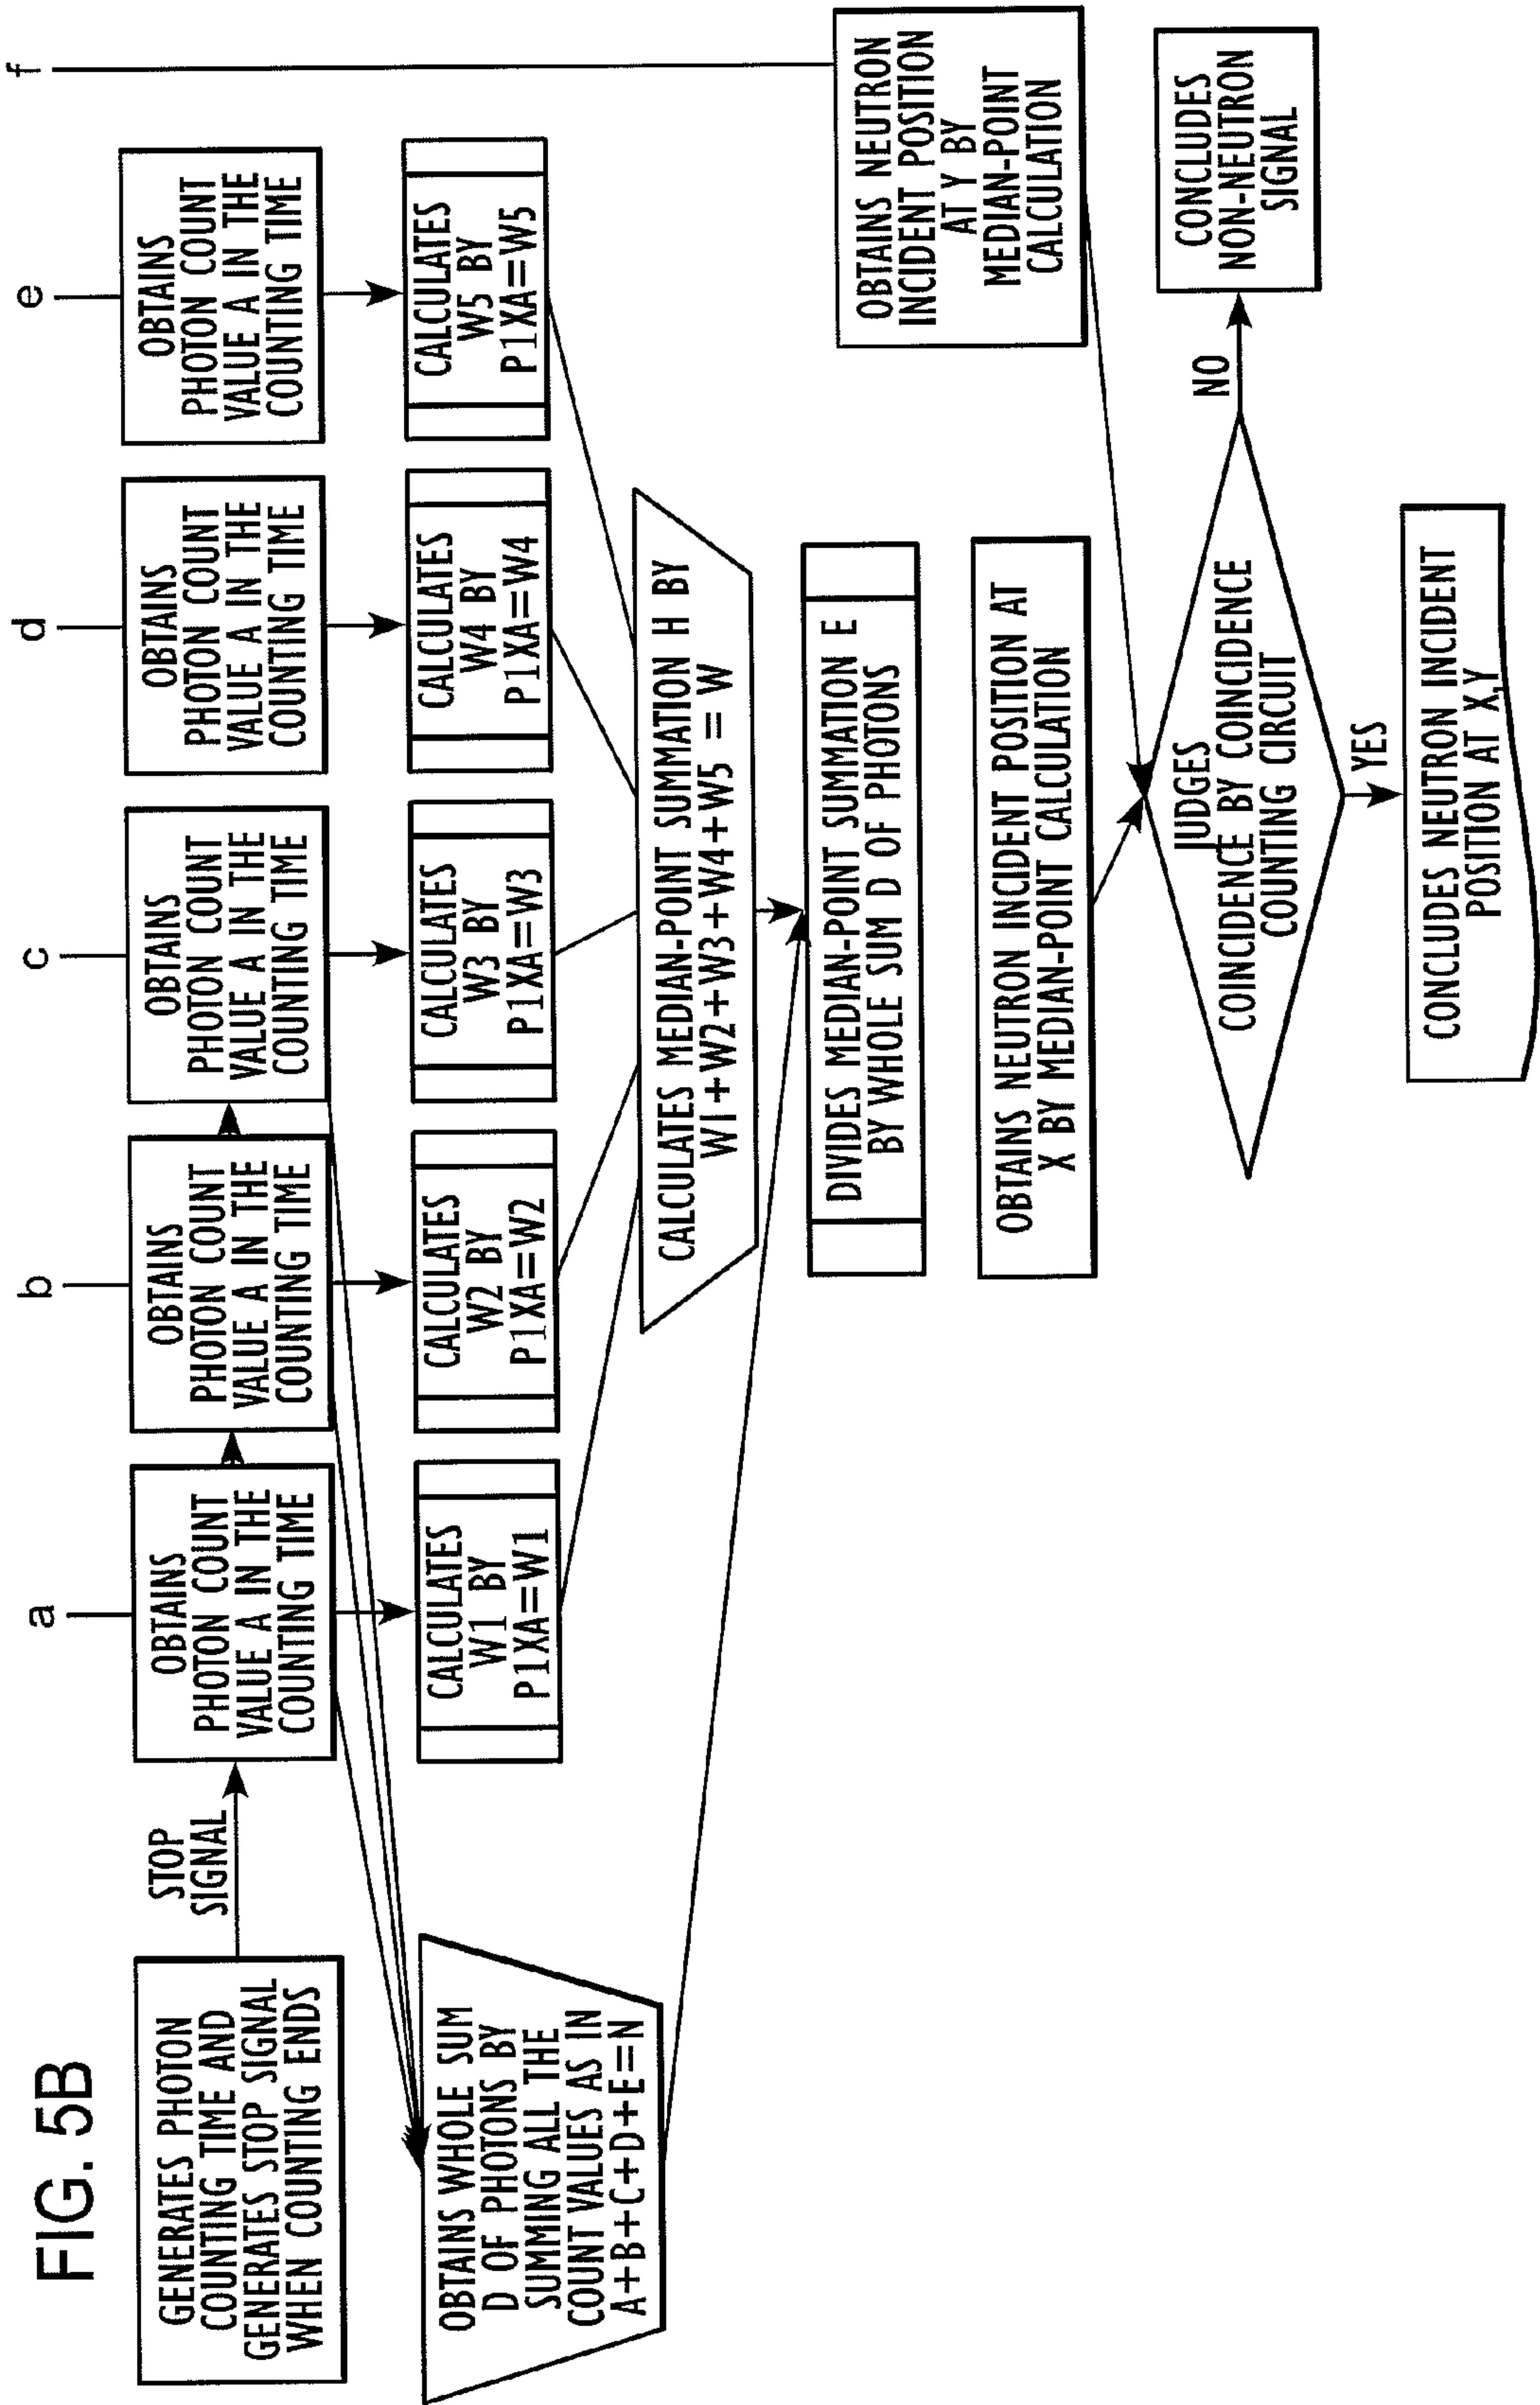 FIG. 5B
a
b
c
d
e
f
GENERATES PHOTON
COUNTING TIME AND
GENERATES STOP SIGNAL
WHEN COUNTING ENDS
STOP
SIGNAL
OBTAINS
PHOTON COUNT
VALUE A IN THE
COUNTING TIME
OBTAINS
PHOTON COUNT
VALUE A IN THE
COUNTING TIME
OBTAINS
PHOTON COUNT
VALUE A IN THE
COUNTING TIME
OBTAINS
PHOTON COUNT
VALUE A IN THE
COUNTING TIME
OBTAINS
PHOTON COUNT
VALUE A IN THE
COUNTING TIME
OBTAINS WHOLE SUM
D OF PHOTONS BY
SUMMING ALL THE
COUNT VALUES AS IN
A+B+C+D+E=N
CALCULATES
W1 BY
P1XA=W1
CALCULATES
W2 BY
P1XA=W2
CALCULATES
W3 BY
P1XA=W3
CALCULATES
W4 BY
P1XA=W4
CALCULATES
W5 BY
P1XA=W5
CALCULATES MEDIAN-POINT SUMMATION H BY
W1+W2+W3+W4+W5 = W
DIVIDES MEDIAN-POINT SUMMATION E
BY WHOLE SUM D OF PHOTONS
OBTAINS NEUTRON INCIDENT POSITION AT
X BY MEDIAN-POINT CALCULATION
OBTAINS NEUTRON
INCIDENT POSITION
AT Y BY
MEDIAN-POINT
CALCULATION
JUDGES
COINCIDENCE BY COINCIDENCE
COUNTING CIRCUIT
NO
CONCLUDES
NON-NEUTRON
SIGNAL
YES
CONCLUDES NEUTRON INCIDENT
POSITION AT X,Y